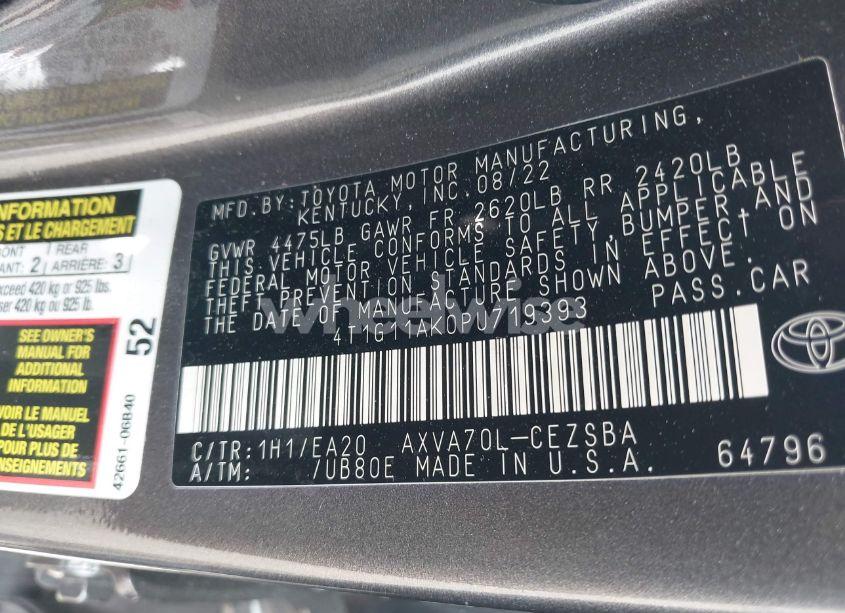 MFD.BY:TOYOTA MOTOR MANUFACTURING,
KENTUCKY, INC. 08/22
GVWR 4475LB GAWR FR 2620LB RR 2420LB
THIS VEHICLE CONFORMS TO ALL APPLICABLE
FEDERAL MOTOR VEHICLE SAFETY, BUMPER AND
THEFT PREVENTION STANDARDS IN EFFECT ON
THE DATE OF MANUFACTURE SHOWN ABOVE.
4T1G11AK0PU719393 PASS.CAR
wheelwise
C/TR:1H1/EA20 AXVA70L-CEZSBA
A/TM: /UB80E MADE IN U.S.A. 64796
INFORMATION
ET LE CHARGEMENT
1 REAR
2 ARRIÈRE: 3
exceed 420 kg or 925 lbs.
420 kg ou 925 lb.
SEE OWNER'S
MANUAL FOR
ADDITIONAL
INFORMATION
VOIR LE MANUEL
DE L'USAGER
POUR PLUS DE
RENSEIGNEMENTS
52
42661-06B40